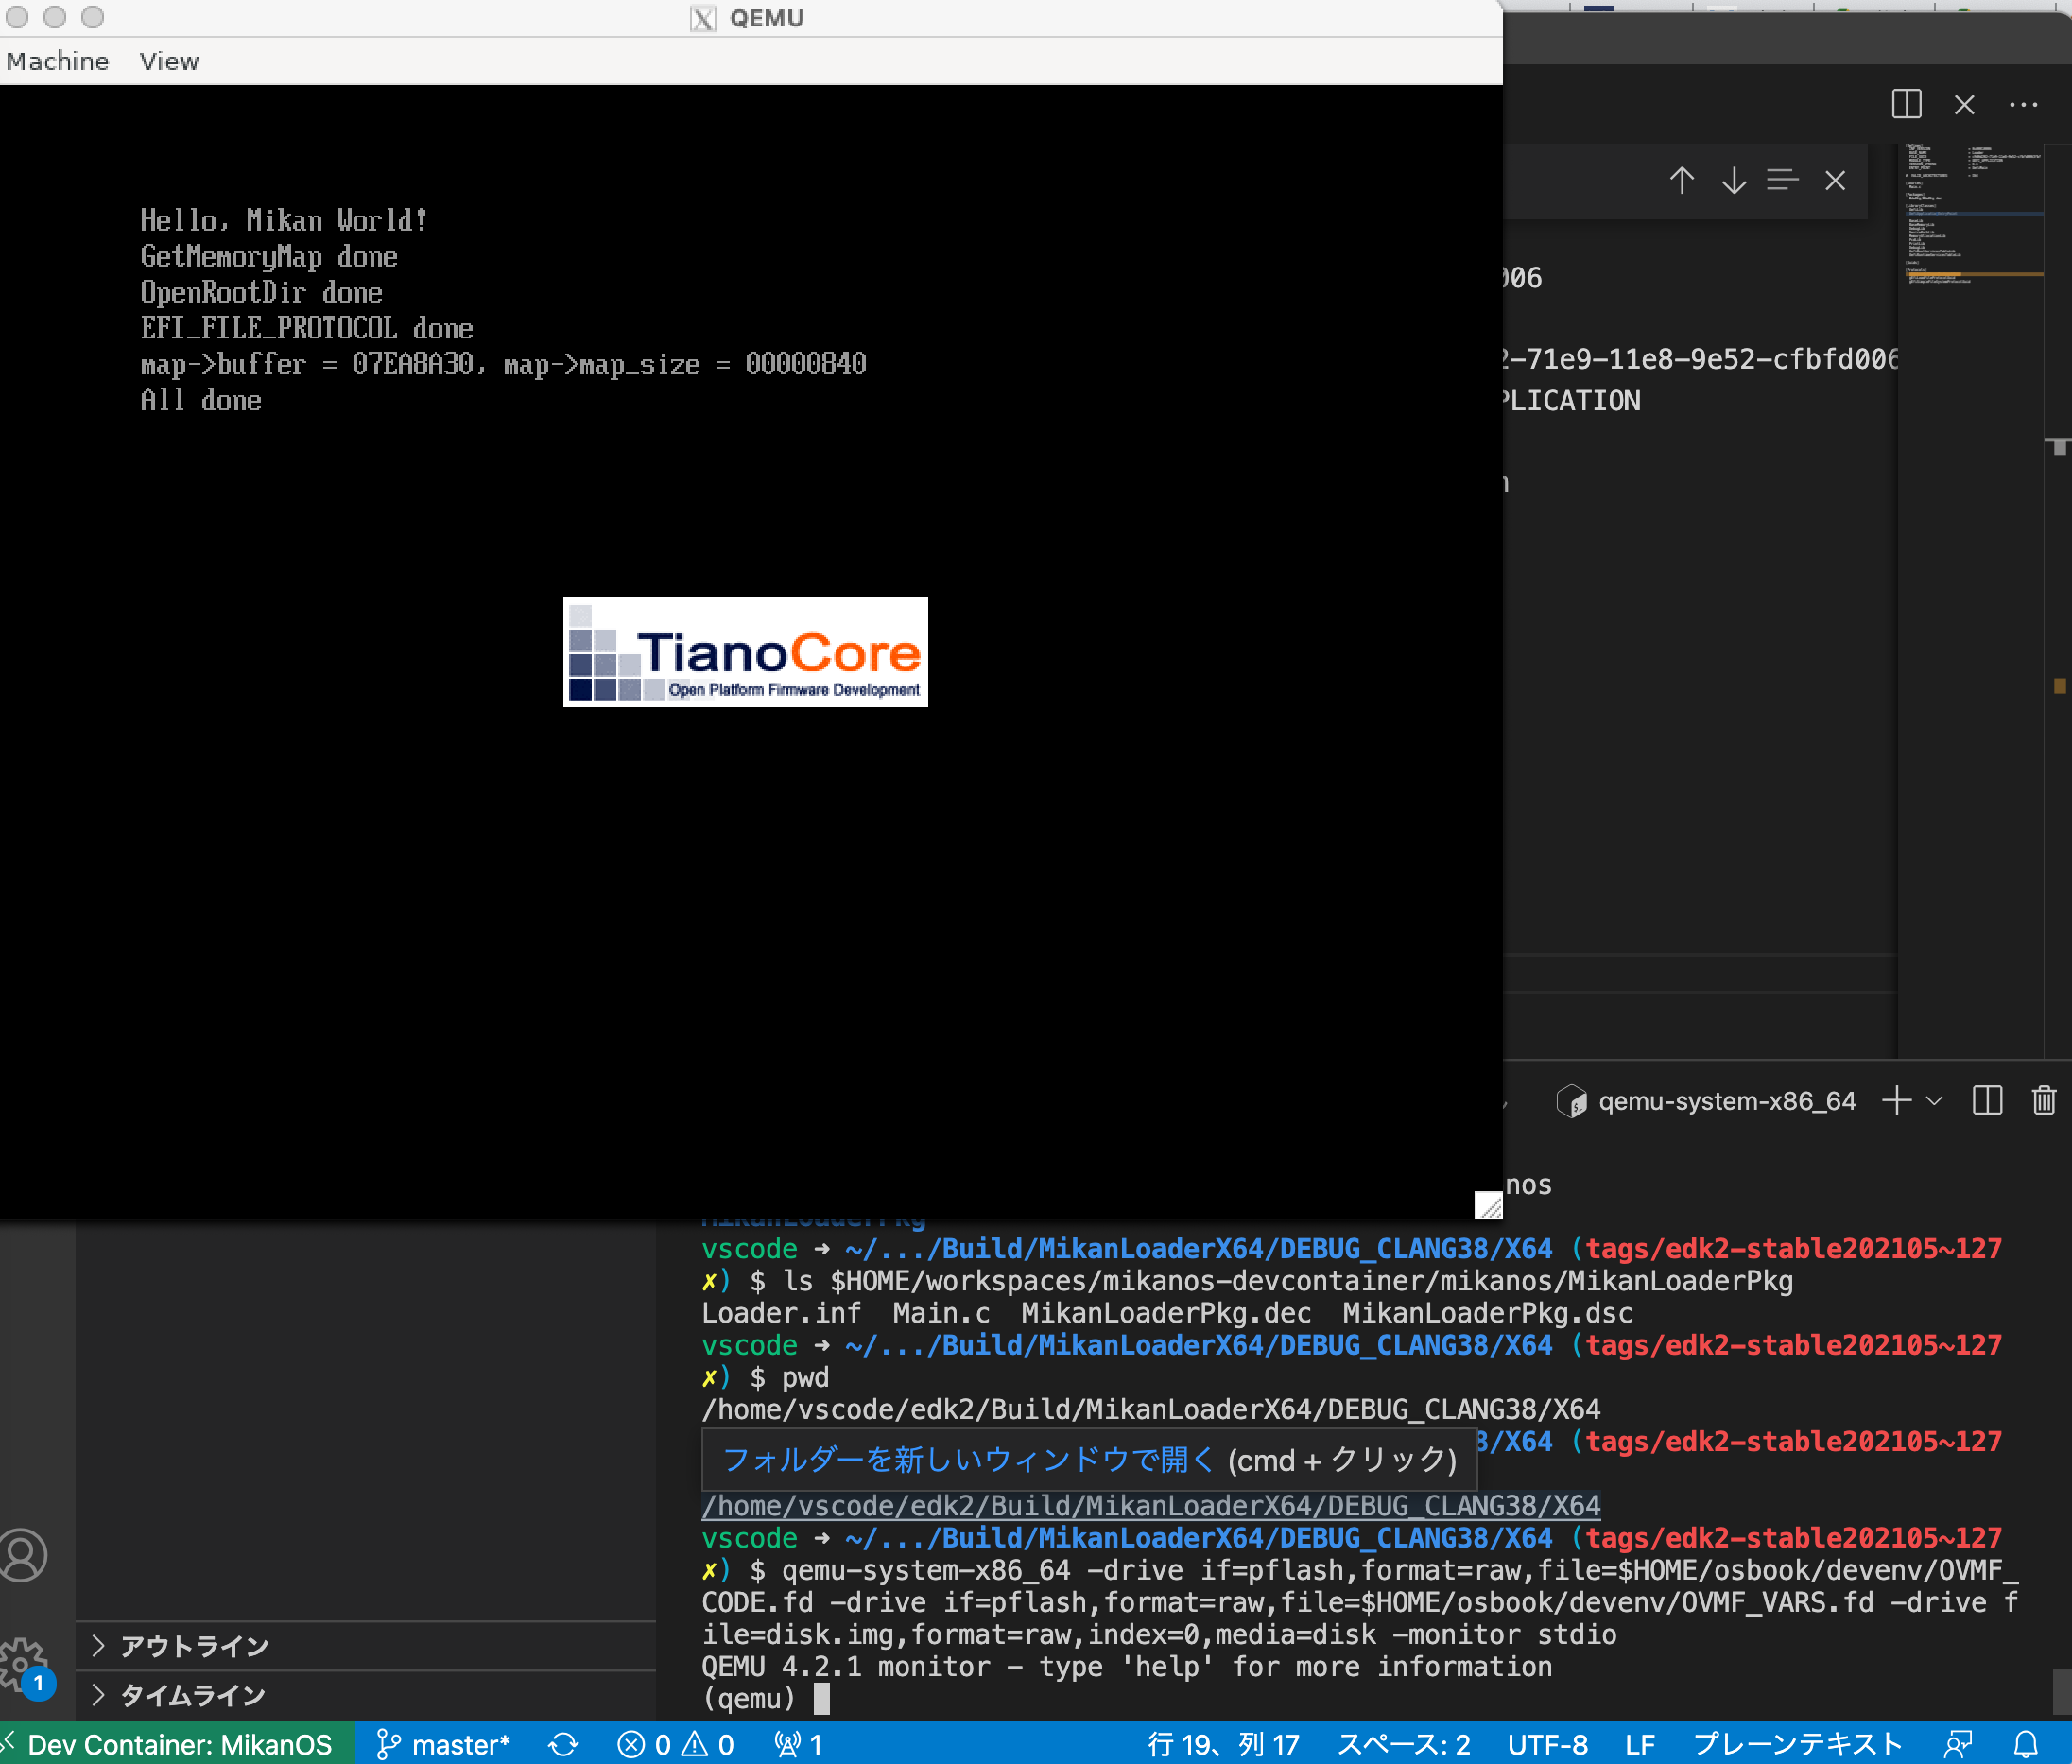 QEMU
Machine View
Hello, Mikan World!
GetMemoryMap done
OpenRootDir done
EFI_FILE_PROTOCOL done
map->buffer = 07EA8A30, map->map_size = 00000840
All done
TianoCore
Open Platform Firmware Development
006
-71e9-11e8-9e52-cfbfd006
PLICATION
qemu-system-x86_64
nos
MikanLoaderPkg
vscode ➜ ~/.../Build/MikanLoaderX64/DEBUG_CLANG38/X64 (tags/edk2-stable202105~127
✗) $ ls $HOME/workspaces/mikanos-devcontainer/mikanos/MikanLoaderPkg
Loader.inf Main.c MikanLoaderPkg.dec MikanLoaderPkg.dsc
vscode ➜ ~/.../Build/MikanLoaderX64/DEBUG_CLANG38/X64 (tags/edk2-stable202105~127
✗) $ pwd
/home/vscode/edk2/Build/MikanLoaderX64/DEBUG_CLANG38/X64
8/X64 (tags/edk2-stable202105~127
フォルダーを新しいウィンドウで開く (cmd + クリック)
/home/vscode/edk2/Build/MikanLoaderX64/DEBUG_CLANG38/X64
vscode ➜ ~/.../Build/MikanLoaderX64/DEBUG_CLANG38/X64 (tags/edk2-stable202105~127
✗) $ qemu-system-x86_64 -drive if=pflash,format=raw,file=$HOME/osbook/devenv/OVMF_
CODE.fd -drive if=pflash,format=raw,file=$HOME/osbook/devenv/OVMF_VARS.fd -drive f
ile=disk.img,format=raw,index=0,media=disk -monitor stdio
QEMU 4.2.1 monitor - type 'help' for more information
(qemu)
アウトライン
タイムライン
1
Dev Container: MikanOS master* 0 0 1 行 19、列 17 スペース: 2 UTF-8 LF プレーンテキスト